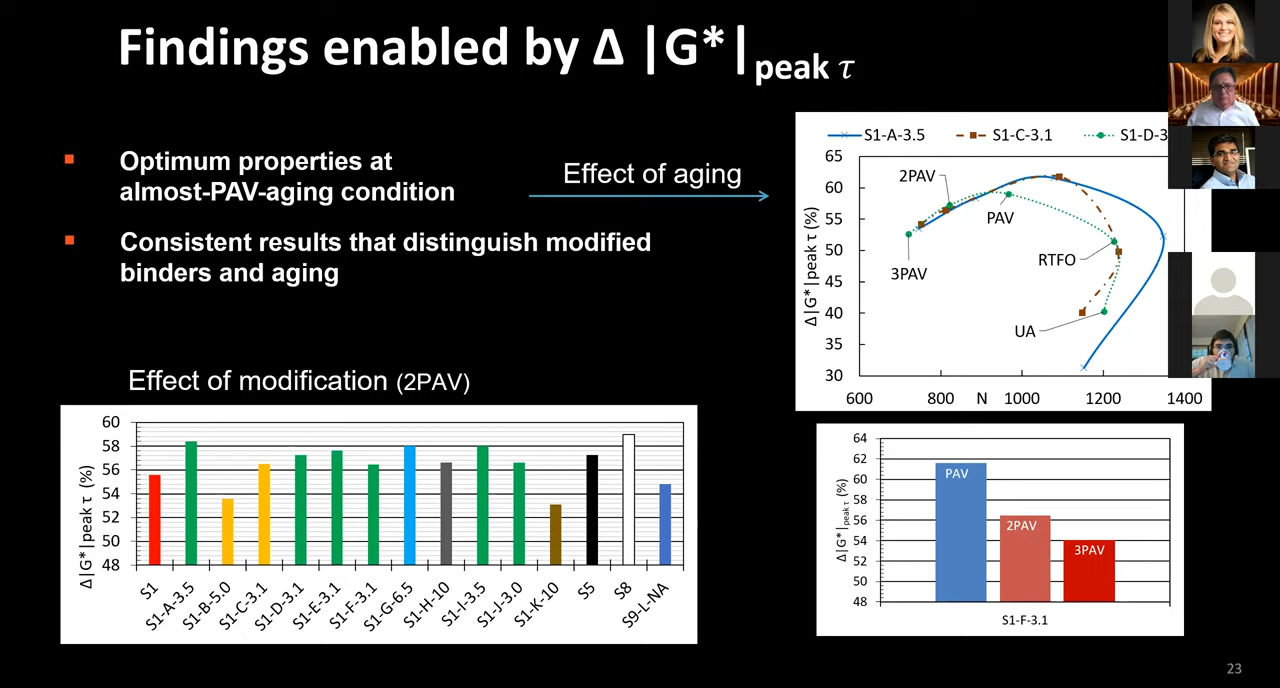 Findings enabled by Δ |G*|peak τ
Optimum properties at
almost-PAV-aging condition
Effect of aging
Consistent results that distinguish modified
binders and aging
S1-A-3.5 S1-C-3.1 S1-D-3
Δ|G*|peak τ (%)
65
60
55
50
45
40
35
30
600 800 N 1000 1200 1400
2PAV
PAV
3PAV
RTFO
UA
Effect of modification (2PAV)
Δ|G*|peak τ (%)
60
58
56
54
52
50
48
S1 S1-A-3.5 S1-B-5.0 S1-C-3.1 S1-D-3.1 S1-E-3.1 S1-F-3.1 S1-G-6.5 S1-H-10 S1-I-3.5 S1-J-3.0 S1-K-10 S5 S8 S9-L-NA
Δ|G*|peak τ (%)
64
62
60
58
56
54
52
50
48
PAV
2PAV
3PAV
S1-F-3.1
23